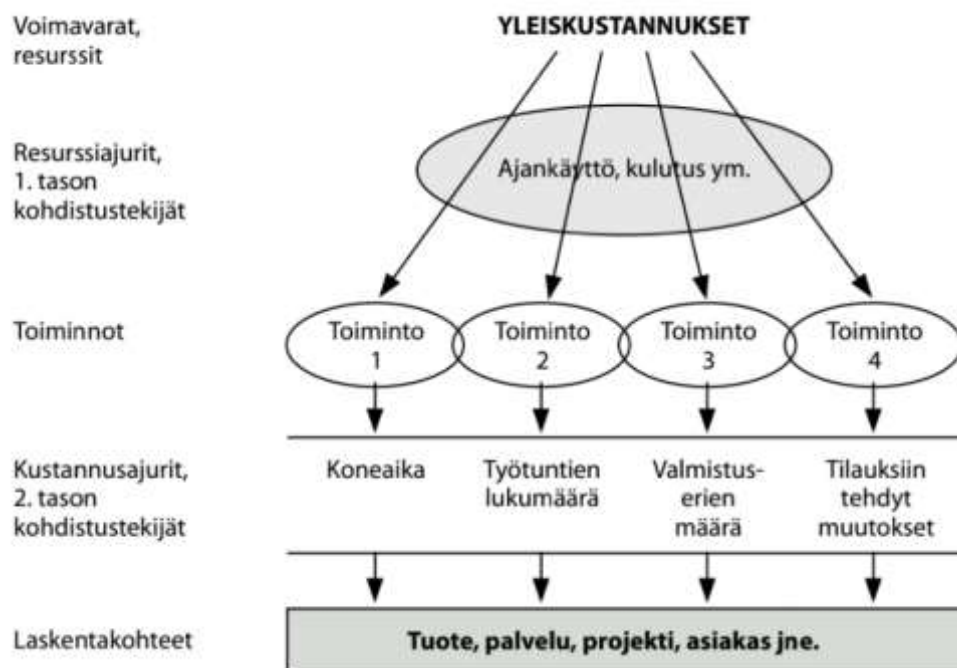 Voimavarat,
resurssit
YLEISKUSTANNUKSET
Resurssiajurit,
1. tason
kohdistustekijät
Ajankäyttö, kulutus ym.
Toiminnot
Toiminto
1
Toiminto
2
Toiminto
3
Toiminto
4
Kustannusajurit,
2. tason
kohdistustekijät
Koneaika
Työtuntien
lukumäärä
Valmistus-
erien
määrä
Tilauksiin
tehdyt
muutokset
Laskentakohteet
Tuote, palvelu, projekti, asiakas jne.